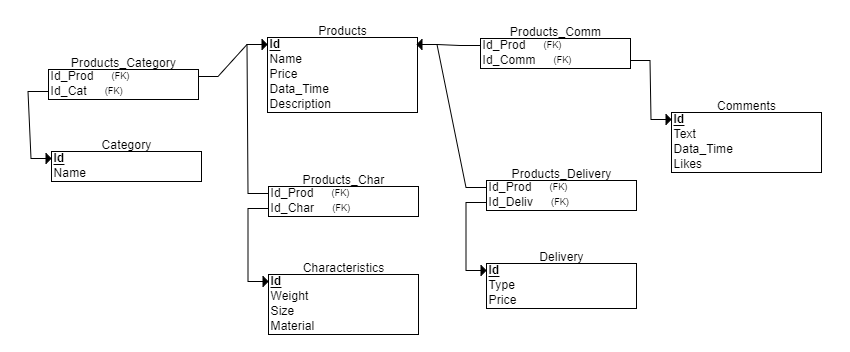 Products
Id
Name
Price
Data_Time
Description
Products_Comm
Id_Prod (FK)
Id_Comm (FK)
Products_Category
Id_Prod (FK)
Id_Cat (FK)
Comments
Id
Text
Data_Time
Likes
Category
Id
Name
Products_Char
Id_Prod (FK)
Id_Char (FK)
Products_Delivery
Id_Prod (FK)
Id_Deliv (FK)
Characteristics
Id
Weight
Size
Material
Delivery
Id
Type
Price